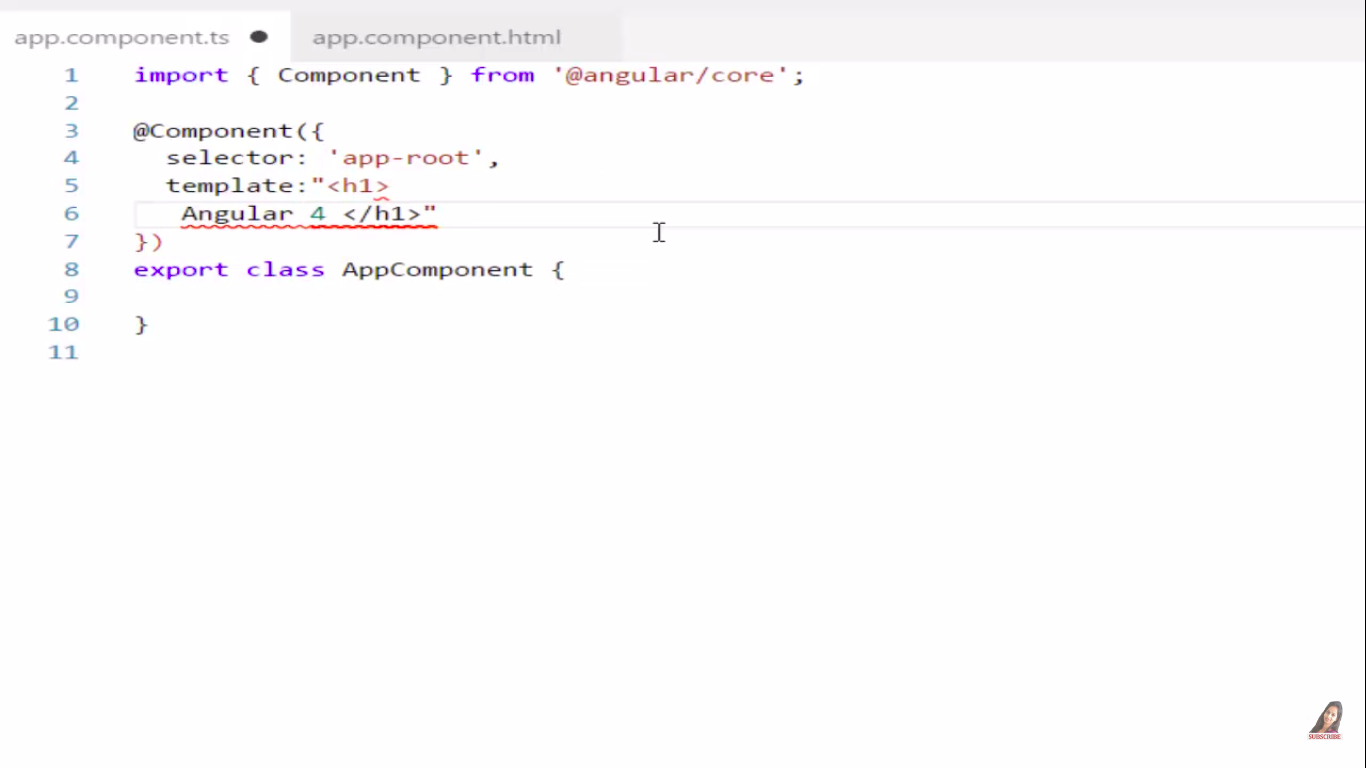 app.component.ts ● app.component.html
1 import { Component } from '@angular/core';
2
3 @Component({
4 selector: 'app-root',
5 template:"<h1>
6 Angular 4 </h1>"
7 })
8 export class AppComponent {
9
10 }
11
SUBSCRIBE